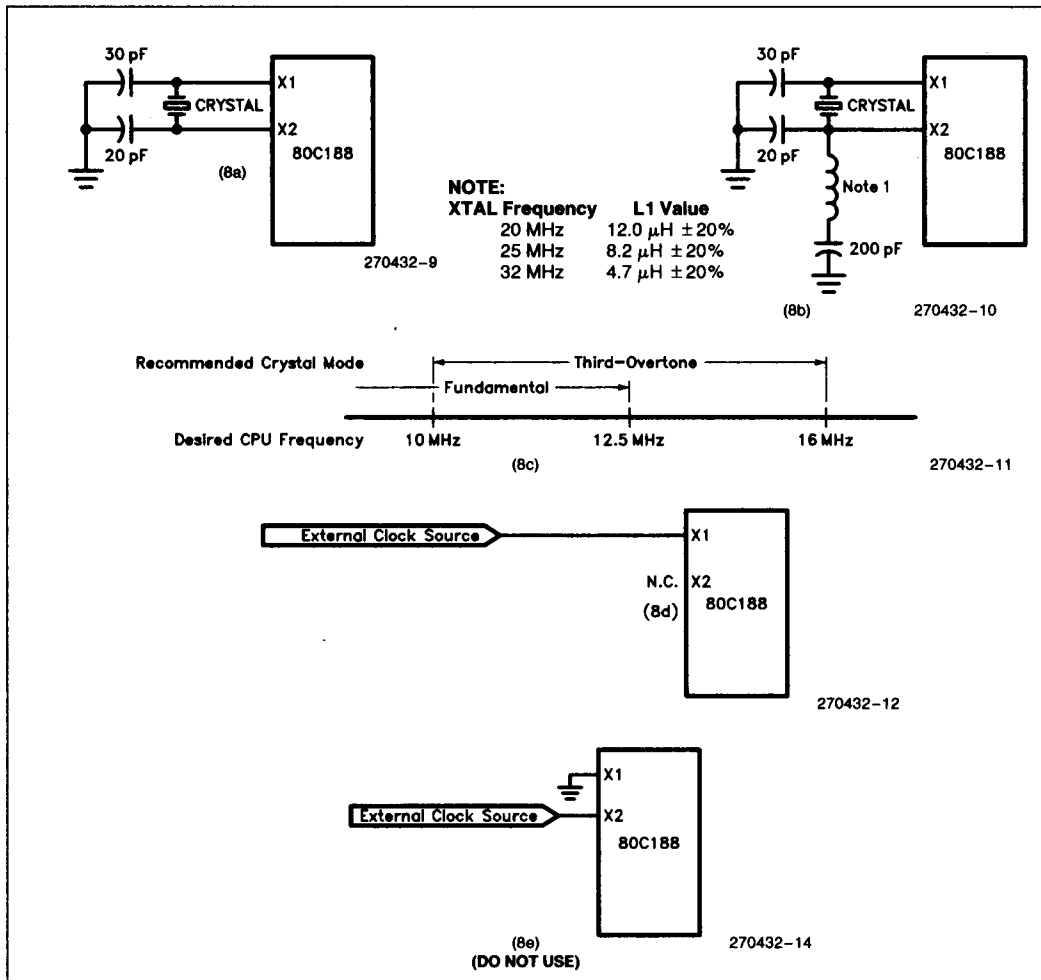 30 pF
X1
CRYSTAL
X2
20 pF
80C188
(8a)
270432-9
30 pF
X1
CRYSTAL
X2
20 pF
80C188
Note 1
200 pF
(8b)
270432-10
NOTE:
XTAL Frequency L1 Value
20 MHz 12.0 μH ±20%
25 MHz 8.2 μH ±20%
32 MHz 4.7 μH ±20%
Recommended Crystal Mode
Third-Overtone
Fundamental
Desired CPU Frequency
10 MHz 12.5 MHz 16 MHz
(8c)
270432-11
External Clock Source
X1
N.C. X2
(8d)
80C188
270432-12
X1
External Clock Source
X2
80C188
(8e)
270432-14
(DO NOT USE)